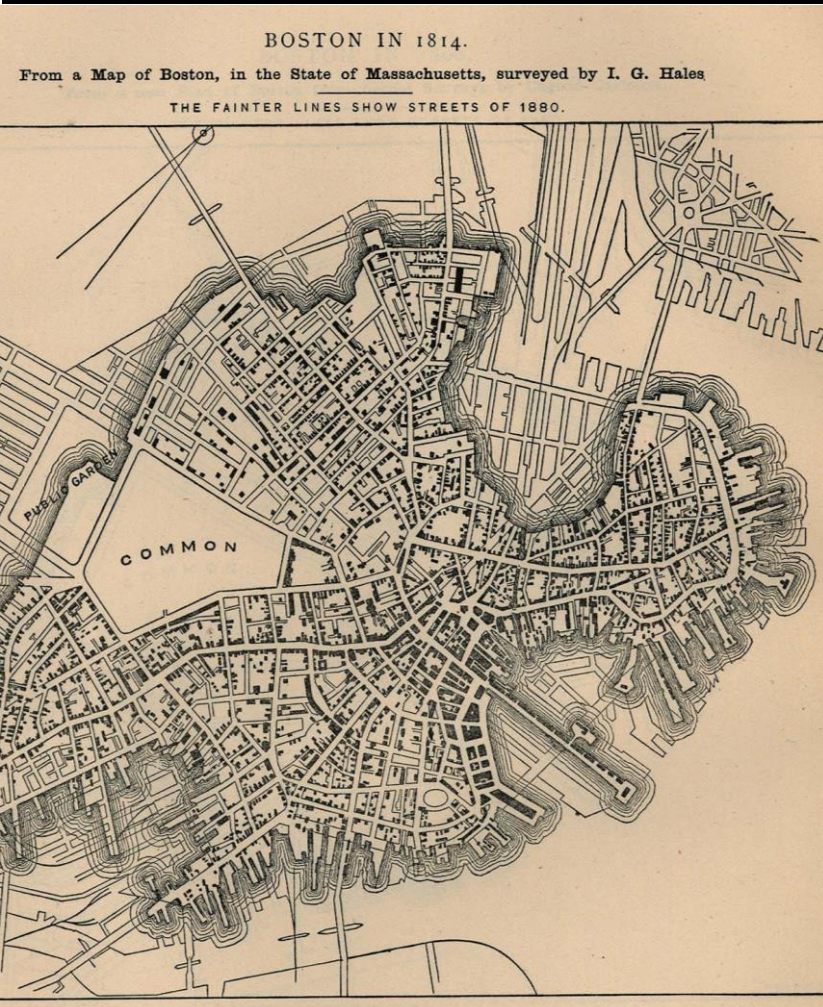 BOSTON IN 1814.
From a Map of Boston, in the State of Massachusetts, surveyed by I. G. Hales
THE FAINTER LINES SHOW STREETS OF 1880.
PUBLIC GARDEN
COMMON